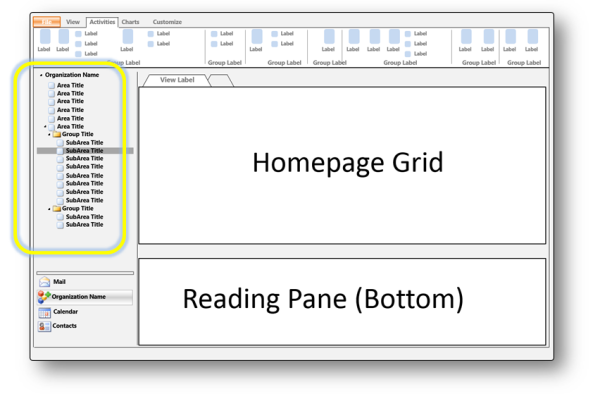 File View Activities Charts Customize
Label Label Label Label Label
Label Label Label Label
Label Label Label Label Label Label Label Label Label Label Label Label
Label Label
Group Label Group Label Group Label Group Label Group Label Group Label Group Label
Organization Name
Area Title
Area Title
Area Title
Area Title
Area Title
Area Title
Group Title
SubArea Title
SubArea Title
SubArea Title
SubArea Title
SubArea Title
SubArea Title
SubArea Title
SubArea Title
Group Title
SubArea Title
SubArea Title
View Label
Homepage Grid
Mail
Organization Name
Calendar
Contacts
Reading Pane (Bottom)